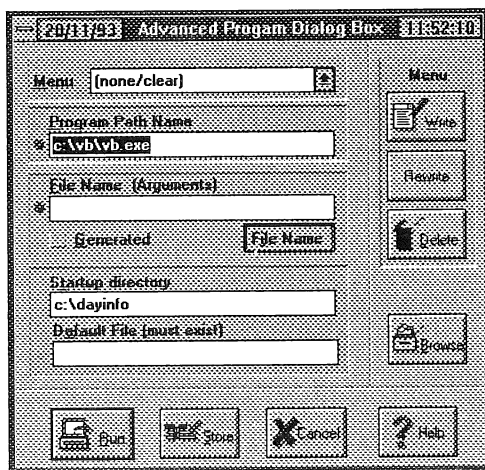 20/11/93 Advanced Progam Dialog Box 11:52:10
Menu (none/clear)
Menu
Write
Rewrite
Delete
Browse
Program Path Name
* c:\vb\vb.exe
File Name (Arguments)
*
Generated File Name
Startup directory
c:\dayinfo
Default File (must exist)
Run Store Cancel Help